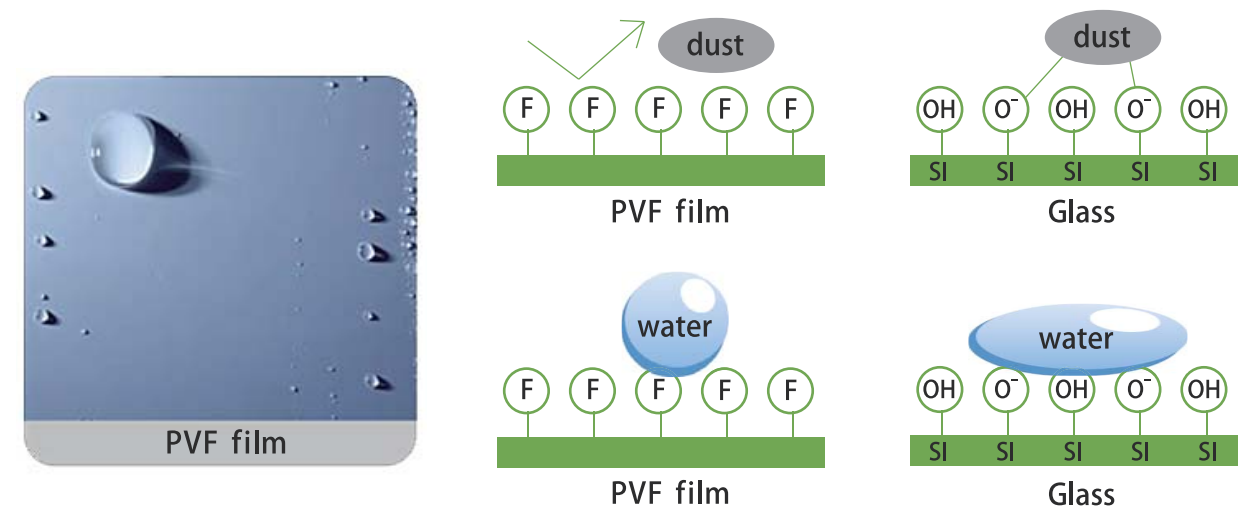 PVF film
dust
F F F F F
PVF film
dust
OH O⁻ OH O⁻ OH
SI SI SI SI SI
Glass
water
F F F F F
PVF film
water
OH O⁻ OH O⁻ OH
SI SI SI SI SI
Glass